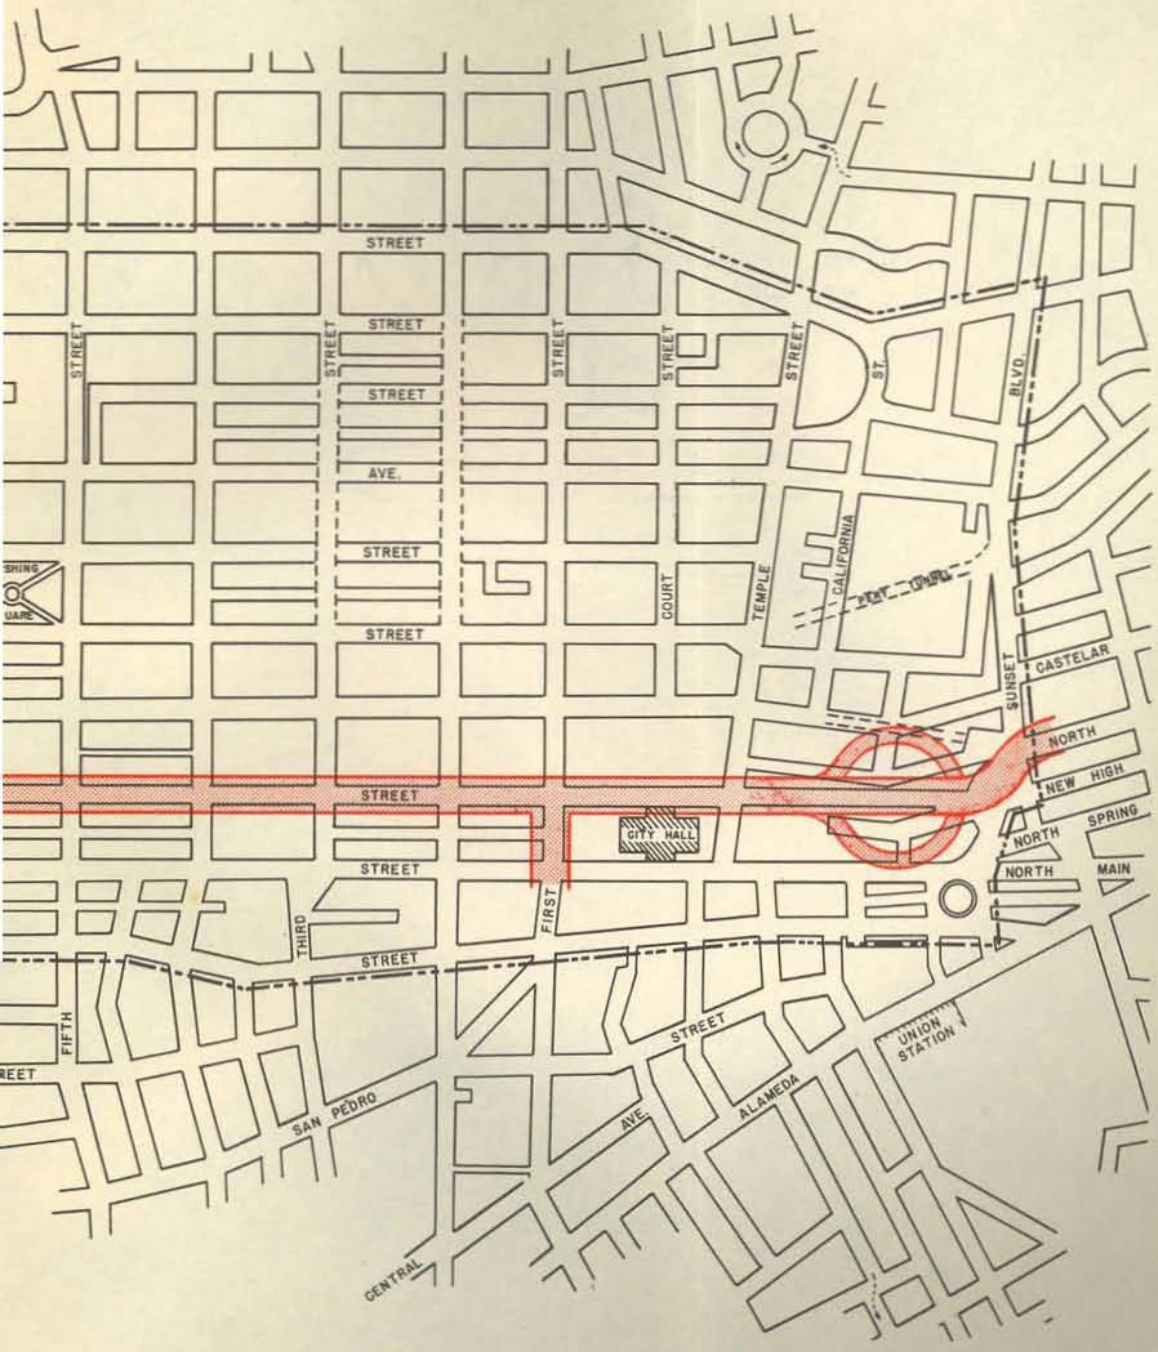 STREET
STREET
STREET
STREET
STREET
STREET
STREET
ST.
BLVD.
STREET
AVE.
STREET
SHING
UARE
COURT
TEMPLE
CALIFORNIA
TUNNEL
STREET
SUNSET
CASTELAR
NORTH
NEW HIGH
STREET
CITY HALL
SPRING
NORTH
STREET
NORTH
MAIN
FIRST
THIRD
STREET
FIFTH
STREET
UNION
STATION
REET
SAN PEDRO
AVE.
ALAMEDA
CENTRAL